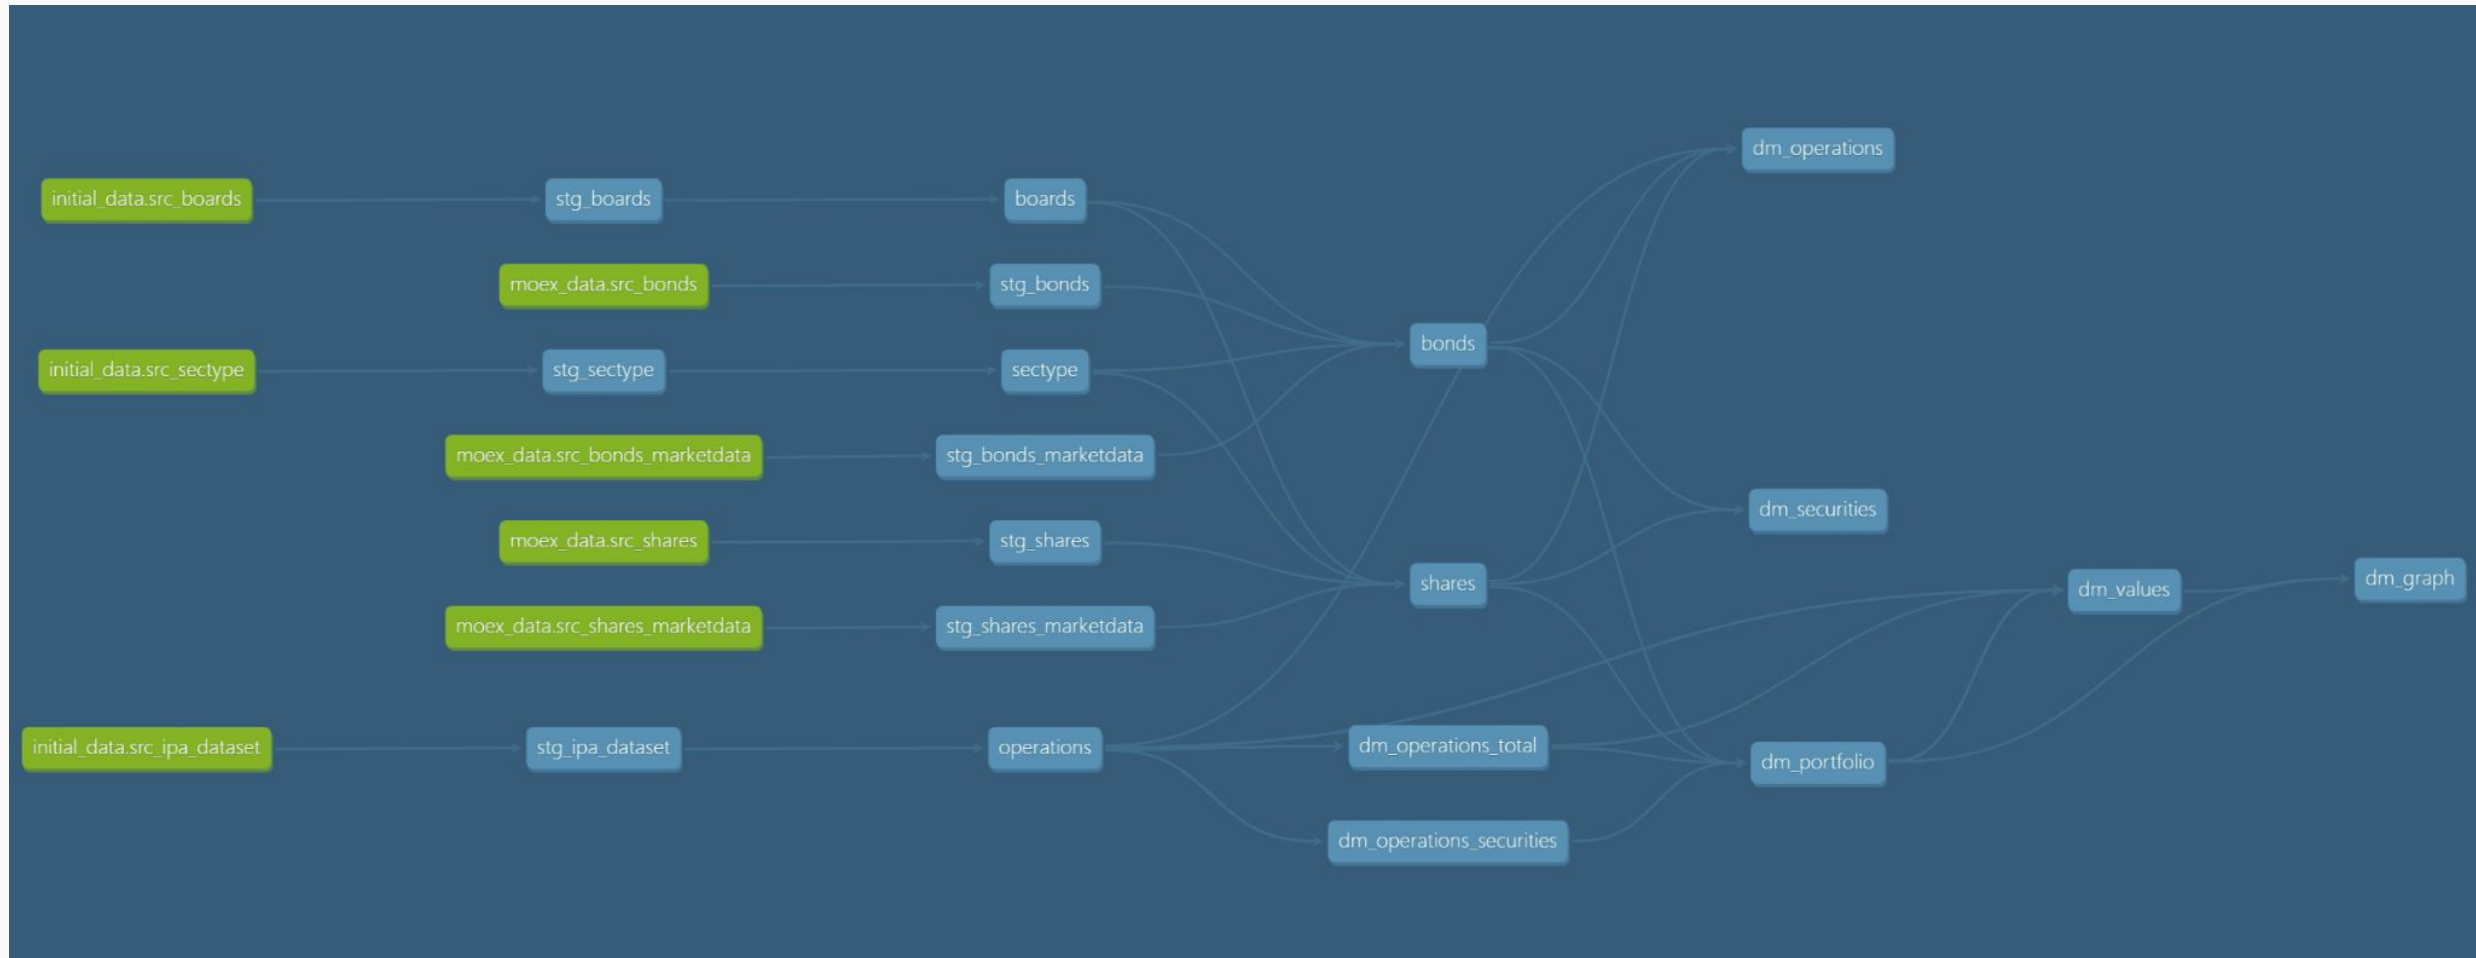 dm_operations
initial_data.src_boards
stg_boards
boards
moex_data.src_bonds
stg_bonds
bonds
initial_data.src_sectype
stg_sectype
sectype
moex_data.src_bonds_marketdata
stg_bonds_marketdata
dm_securities
moex_data.src_shares
stg_shares
shares
dm_values
dm_graph
moex_data.src_shares_marketdata
stg_shares_marketdata
initial_data.src_ipa_dataset
stg_ipa_dataset
operations
dm_operations_total
dm_portfolio
dm_operations_securities